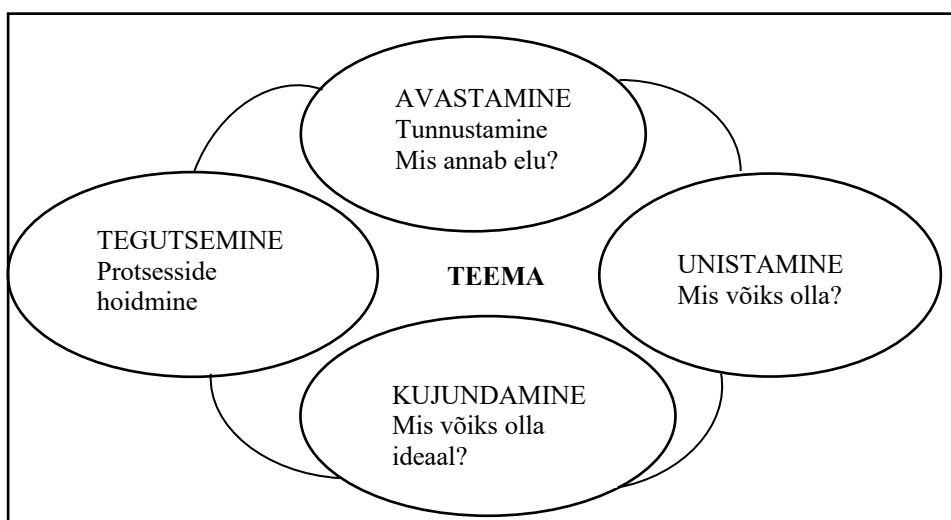 AVASTAMINE
Tunnustamine
Mis annab elu?
TEGUTSEMINE
Protsesside
hoidmine
TEEMA
UNISTAMINE
Mis võiks olla?
KUJUNDAMINE
Mis võiks olla
ideaal?